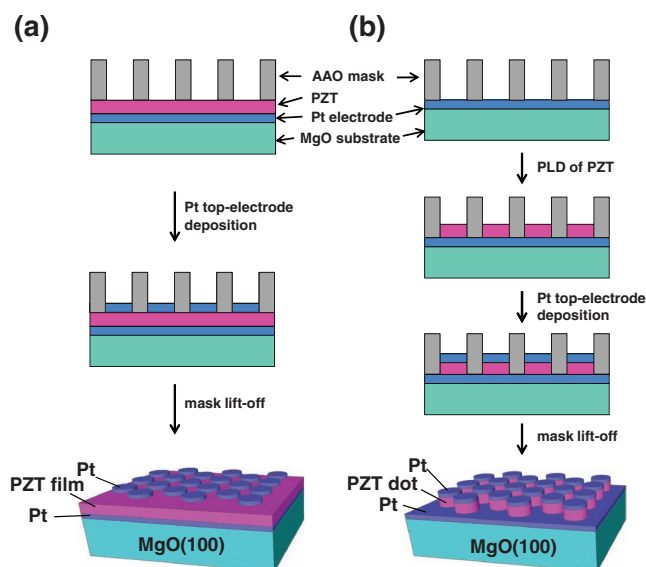 (a)
(b)
AAO mask
PZT
Pt electrode
MgO substrate
PLD of PZT
Pt top-electrode
deposition
Pt top-electrode
deposition
mask lift-off
mask lift-off
Pt
PZT film
Pt
MgO(100)
Pt
PZT dot
Pt
MgO(100)